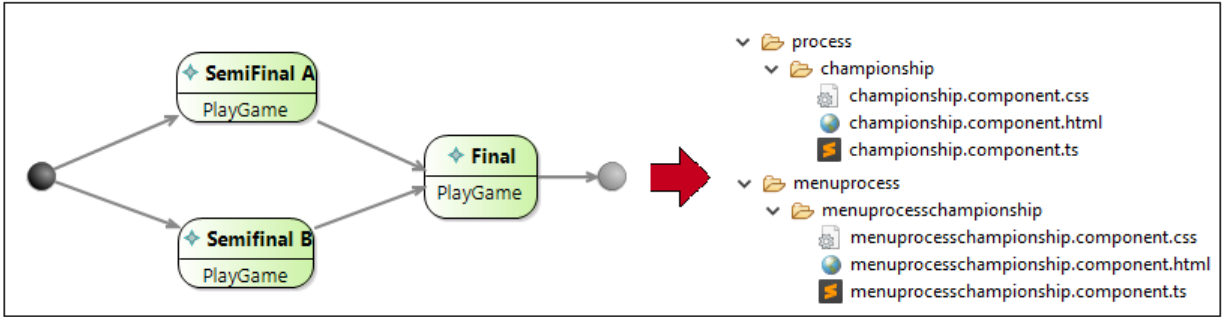 SemiFinal A
PlayGame
Semifinal B
PlayGame
Final
PlayGame
process
championship
championship.component.css
championship.component.html
championship.component.ts
menuprocess
menuprocesschampionship
menuprocesschampionship.component.css
menuprocesschampionship.component.html
menuprocesschampionship.component.ts